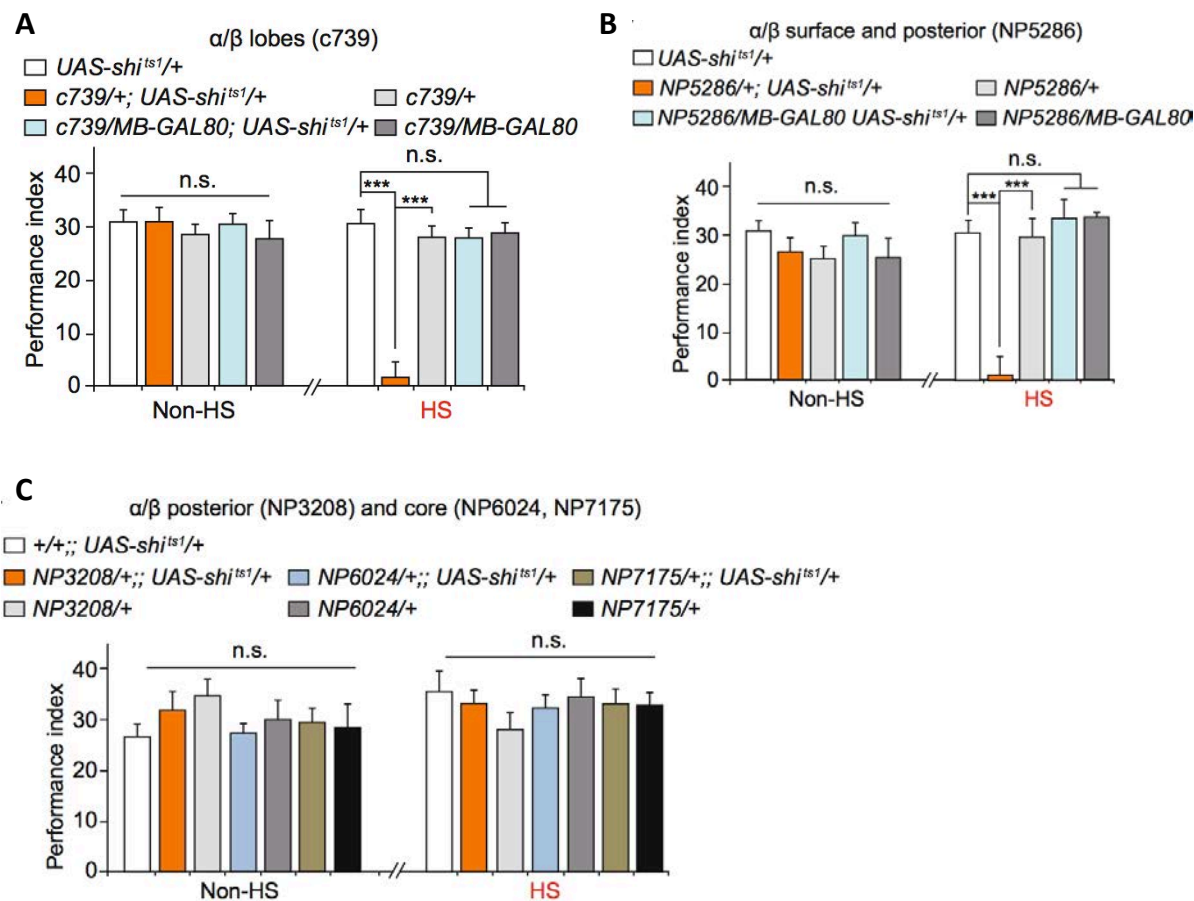 A
α/β lobes (c739)
UAS-shi^ts1/+
c739/+; UAS-shi^ts1/+ c739/+
c739/MB-GAL80; UAS-shi^ts1/+ c739/MB-GAL80
Performance index
40
30
20
10
0
n.s.
n.s.
*** ***
Non-HS HS
B
α/β surface and posterior (NP5286)
UAS-shi^ts1/+
NP5286/+; UAS-shi^ts1/+ NP5286/+
NP5286/MB-GAL80 UAS-shi^ts1/+ NP5286/MB-GAL80
Performance index
40
30
20
10
0
n.s.
n.s.
*** ***
Non-HS HS
C
α/β posterior (NP3208) and core (NP6024, NP7175)
+/+;; UAS-shi^ts1/+
NP3208/+;; UAS-shi^ts1/+ NP6024/+;; UAS-shi^ts1/+ NP7175/+;; UAS-shi^ts1/+
NP3208/+ NP6024/+ NP7175/+
Performance index
40
30
20
10
0
n.s.
n.s.
Non-HS HS